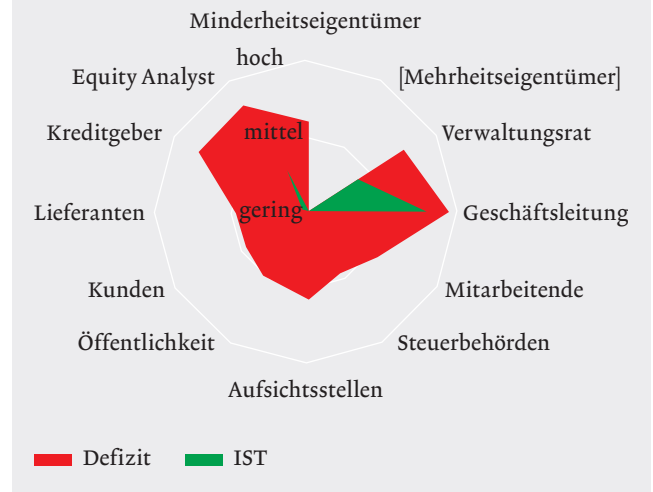 Minderheitseigentümer
hoch
Equity Analyst
[Mehrheitseigentümer]
Kreditgeber
mittel
Verwaltungsrat
Lieferanten
gering
Geschäftsleitung
Kunden
Mitarbeitende
Öffentlichkeit
Steuerbehörden
Aufsichtsstellen
Defizit
IST